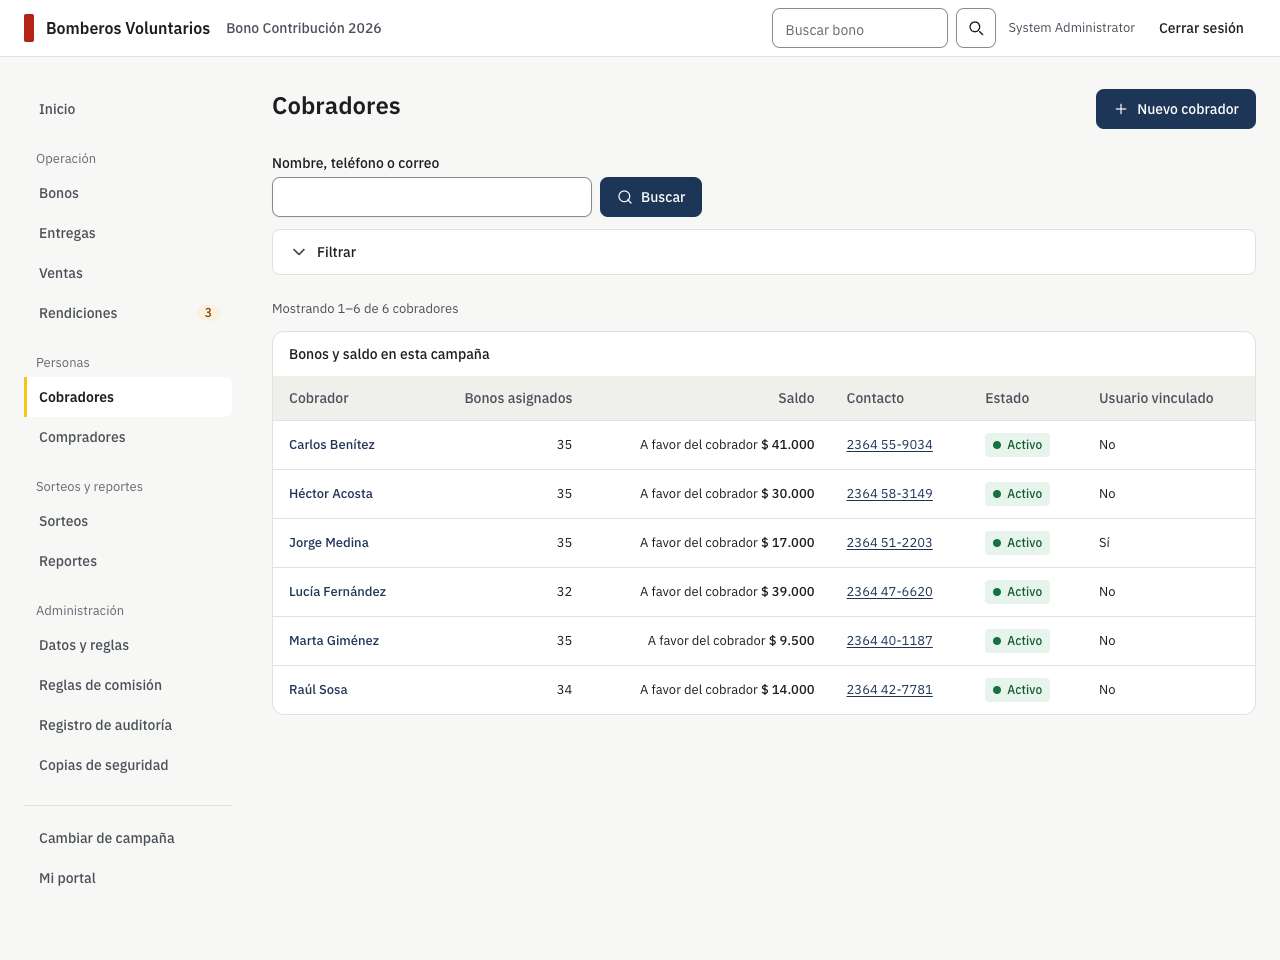 Bomberos Voluntarios Bono Contribución 2026 Buscar bono System Administrator Cerrar sesión
Inicio
Operación
Bonos
Entregas
Ventas
Rendiciones 3
Personas
Cobradores
Compradores
Sorteos y reportes
Sorteos
Reportes
Administración
Datos y reglas
Reglas de comisión
Registro de auditoría
Copias de seguridad
Cambiar de campaña
Mi portal
Cobradores
Nuevo cobrador
Nombre, teléfono o correo
Buscar
Filtrar
Mostrando 1–6 de 6 cobradores
Bonos y saldo en esta campaña
Cobrador Bonos asignados Saldo Contacto Estado Usuario vinculado
Carlos Benítez 35 A favor del cobrador $ 41.000 2364 55-9034 Activo No
Héctor Acosta 35 A favor del cobrador $ 30.000 2364 58-3149 Activo No
Jorge Medina 35 A favor del cobrador $ 17.000 2364 51-2203 Activo Sí
Lucía Fernández 32 A favor del cobrador $ 39.000 2364 47-6620 Activo No
Marta Giménez 35 A favor del cobrador $ 9.500 2364 40-1187 Activo No
Raúl Sosa 34 A favor del cobrador $ 14.000 2364 42-7781 Activo No